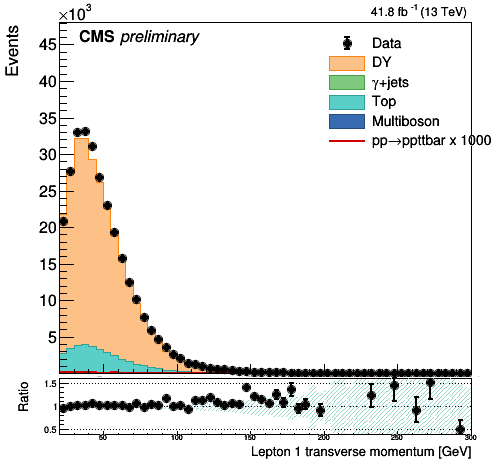 ×10³
41.8 fb⁻¹ (13 TeV)
CMS preliminary
Events
45
40
35
30
25
20
15
10
5
Data
DY
γ+jets
Top
Multiboson
pp→ppttbar x 1000
Ratio
1.5
1
0.5
50 100 150 200 250 300
Lepton 1 transverse momentum [GeV]